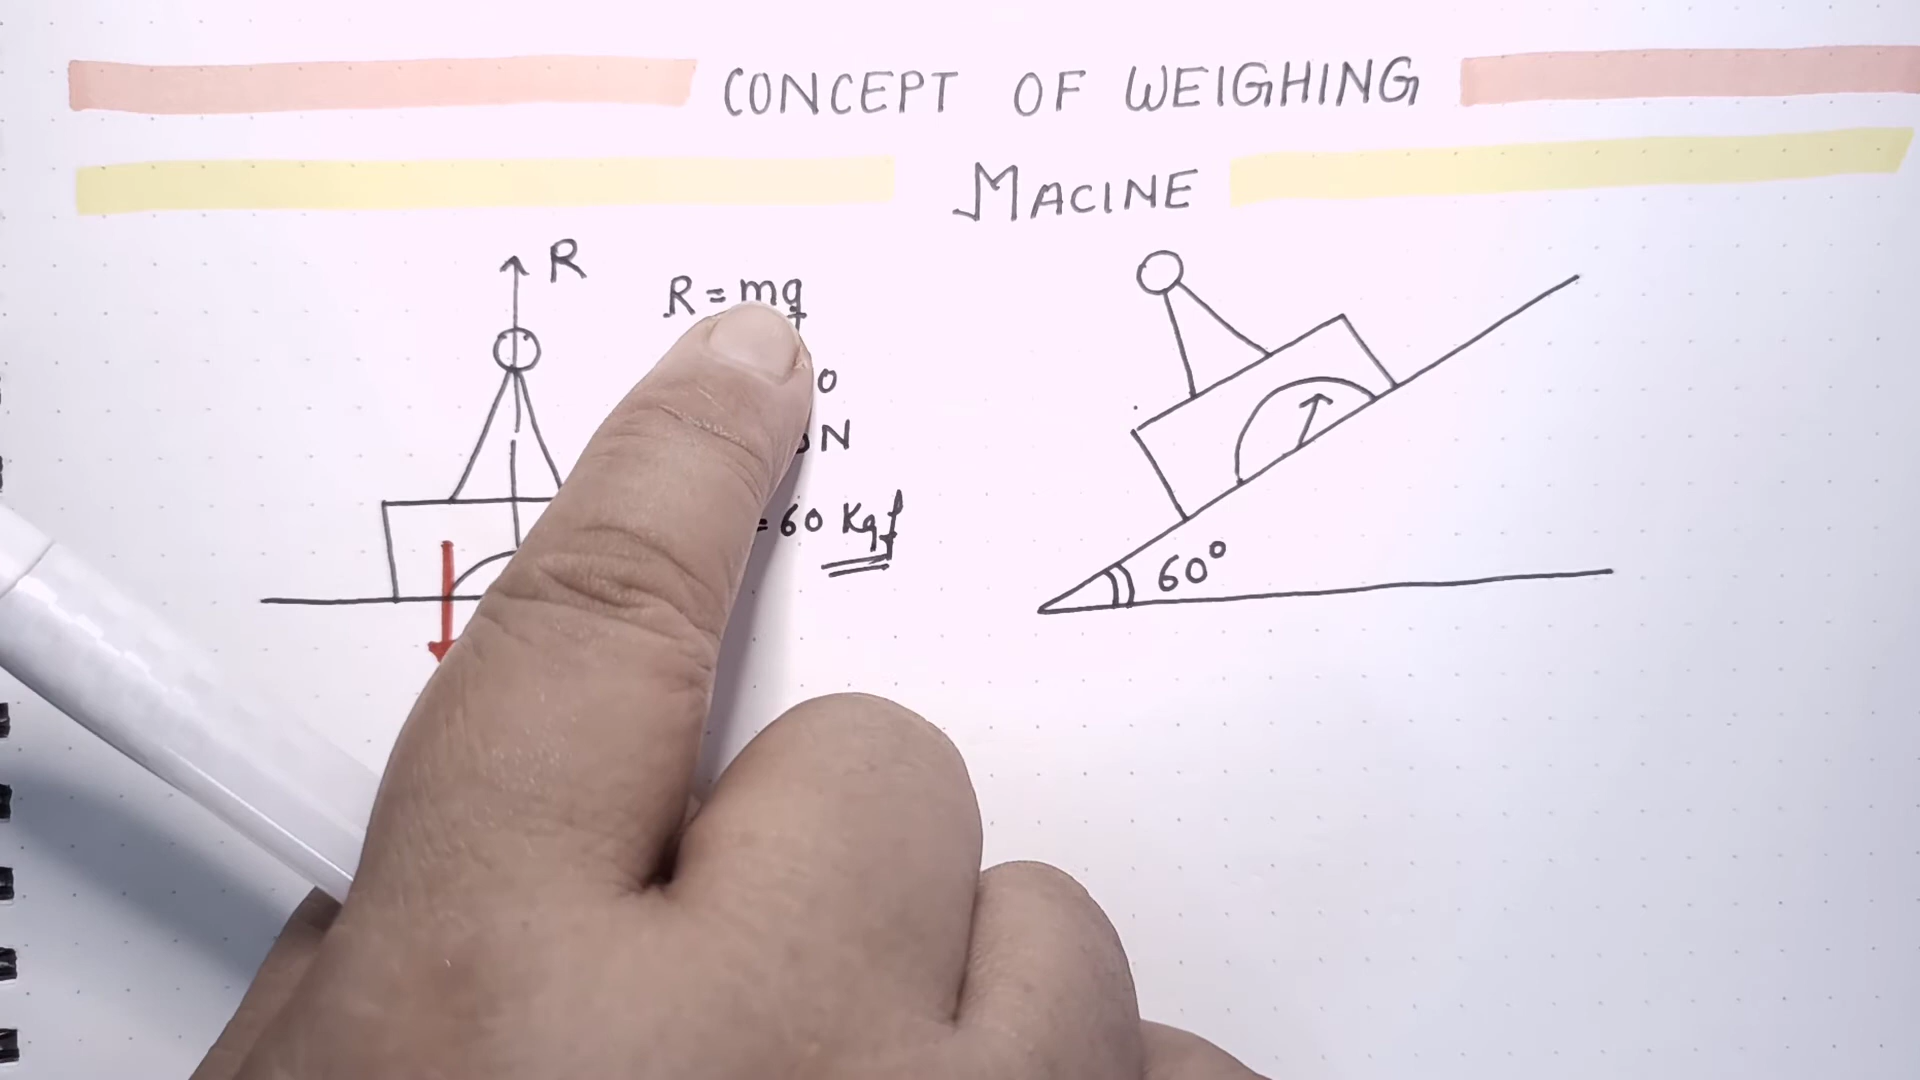 CONCEPT OF WEIGHING
MACINE
R
R = mg
0
N
= 60 Kgf
60°